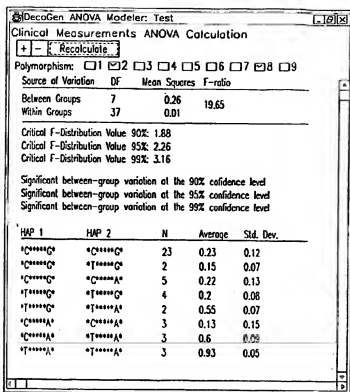 DecoGen ANOVA Modeler: Test
Clinical Measurements ANOVA Calculation
+ - Recalculate
Polymorphism: 1 2 3 4 5 6 7 8 9
Source of Variation DF Mean Squares F-ratio
Between Groups 7 0.26 19.65
Within Groups 37 0.01
Critical F-Distribution Value 90%: 1.88
Critical F-Distribution Value 95%: 2.26
Critical F-Distribution Value 99%: 3.16
Significant between-group variation at the 90% cofidence level
Significant between-group variation at the 95% confidence level
Significant between-group variation at the 99% confidence level
HAP 1 HAP 2 N Average Std. Dev.
*C*****G* *C*****G* 23 0.23 0.12
*C*****G* *T*****G* 2 0.15 0.07
*C*****G* *C*****A* 5 0.22 0.13
*T*****G* *T*****G* 4 0.2 0.08
*T*****G* *T*****A* 2 0.55 0.07
*C*****A* *C*****A* 3 0.13 0.15
*C*****A* *T*****A* 3 0.6 0.09
*T*****A* *T*****A* 3 0.93 0.05